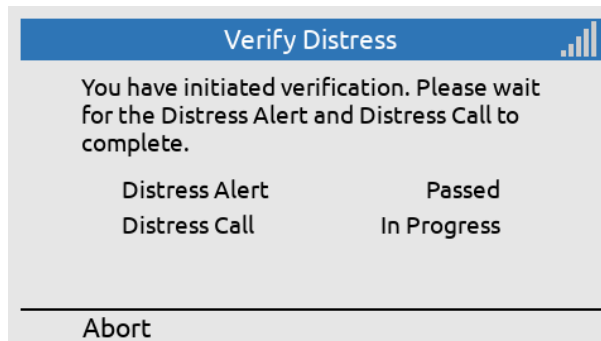 Verify Distress
You have initiated verification. Please wait
for the Distress Alert and Distress Call to
complete.
Distress Alert Passed
Distress Call In Progress
Abort